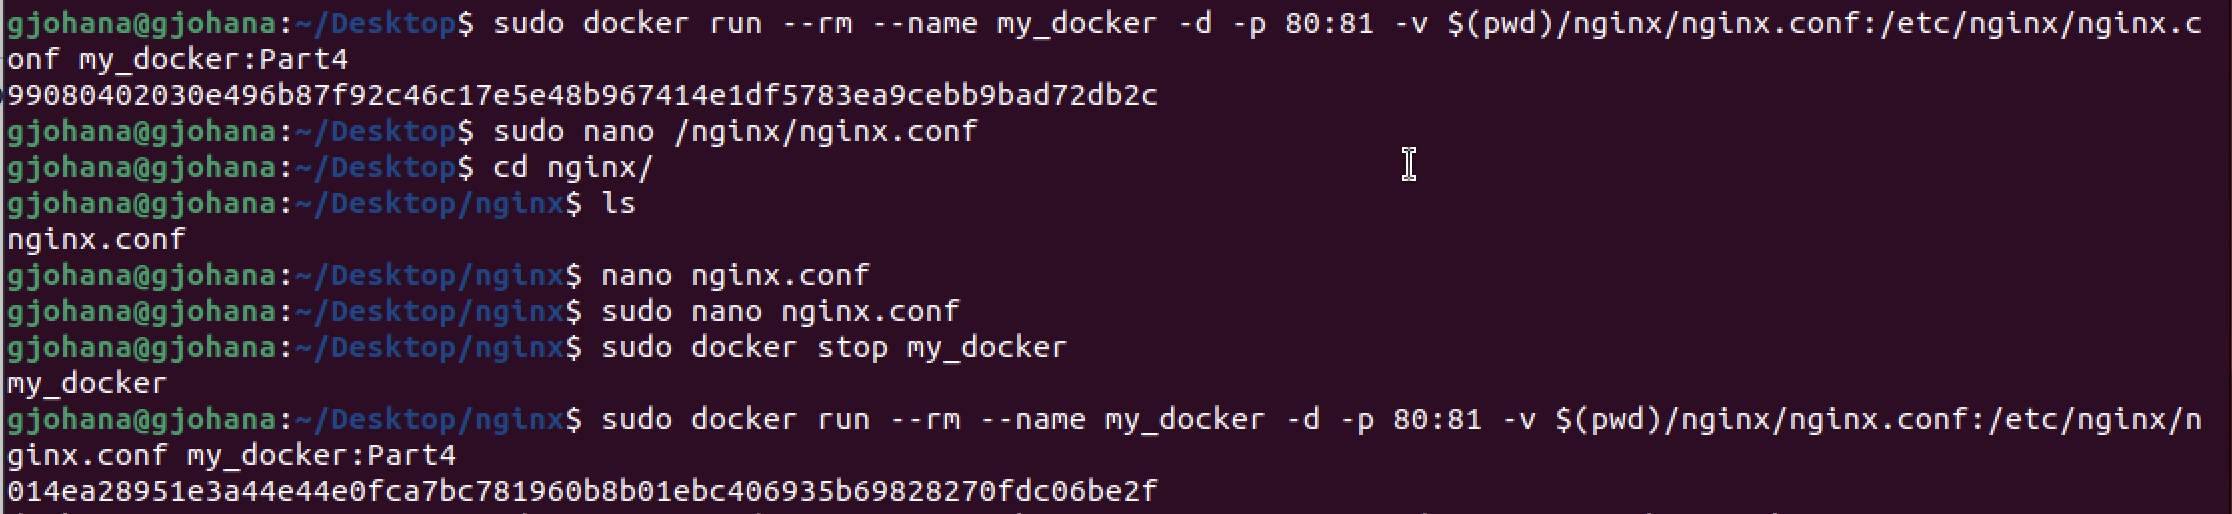 gjohana@gjohana:~/Desktop$ sudo docker run --rm --name my_docker -d -p 80:81 -v $(pwd)/nginx/nginx.conf:/etc/nginx/nginx.c
onf my_docker:Part4
99080402030e496b87f92c46c17e5e48b967414e1df5783ea9cebb9bad72db2c
gjohana@gjohana:~/Desktop$ sudo nano /nginx/nginx.conf
gjohana@gjohana:~/Desktop$ cd nginx/
gjohana@gjohana:~/Desktop/nginx$ ls
nginx.conf
gjohana@gjohana:~/Desktop/nginx$ nano nginx.conf
gjohana@gjohana:~/Desktop/nginx$ sudo nano nginx.conf
gjohana@gjohana:~/Desktop/nginx$ sudo docker stop my_docker
my_docker
gjohana@gjohana:~/Desktop/nginx$ sudo docker run --rm --name my_docker -d -p 80:81 -v $(pwd)/nginx/nginx.conf:/etc/nginx/n
ginx.conf my_docker:Part4
014ea28951e3a44e44e0fca7bc781960b8b01ebc406935b69828270fdc06be2f